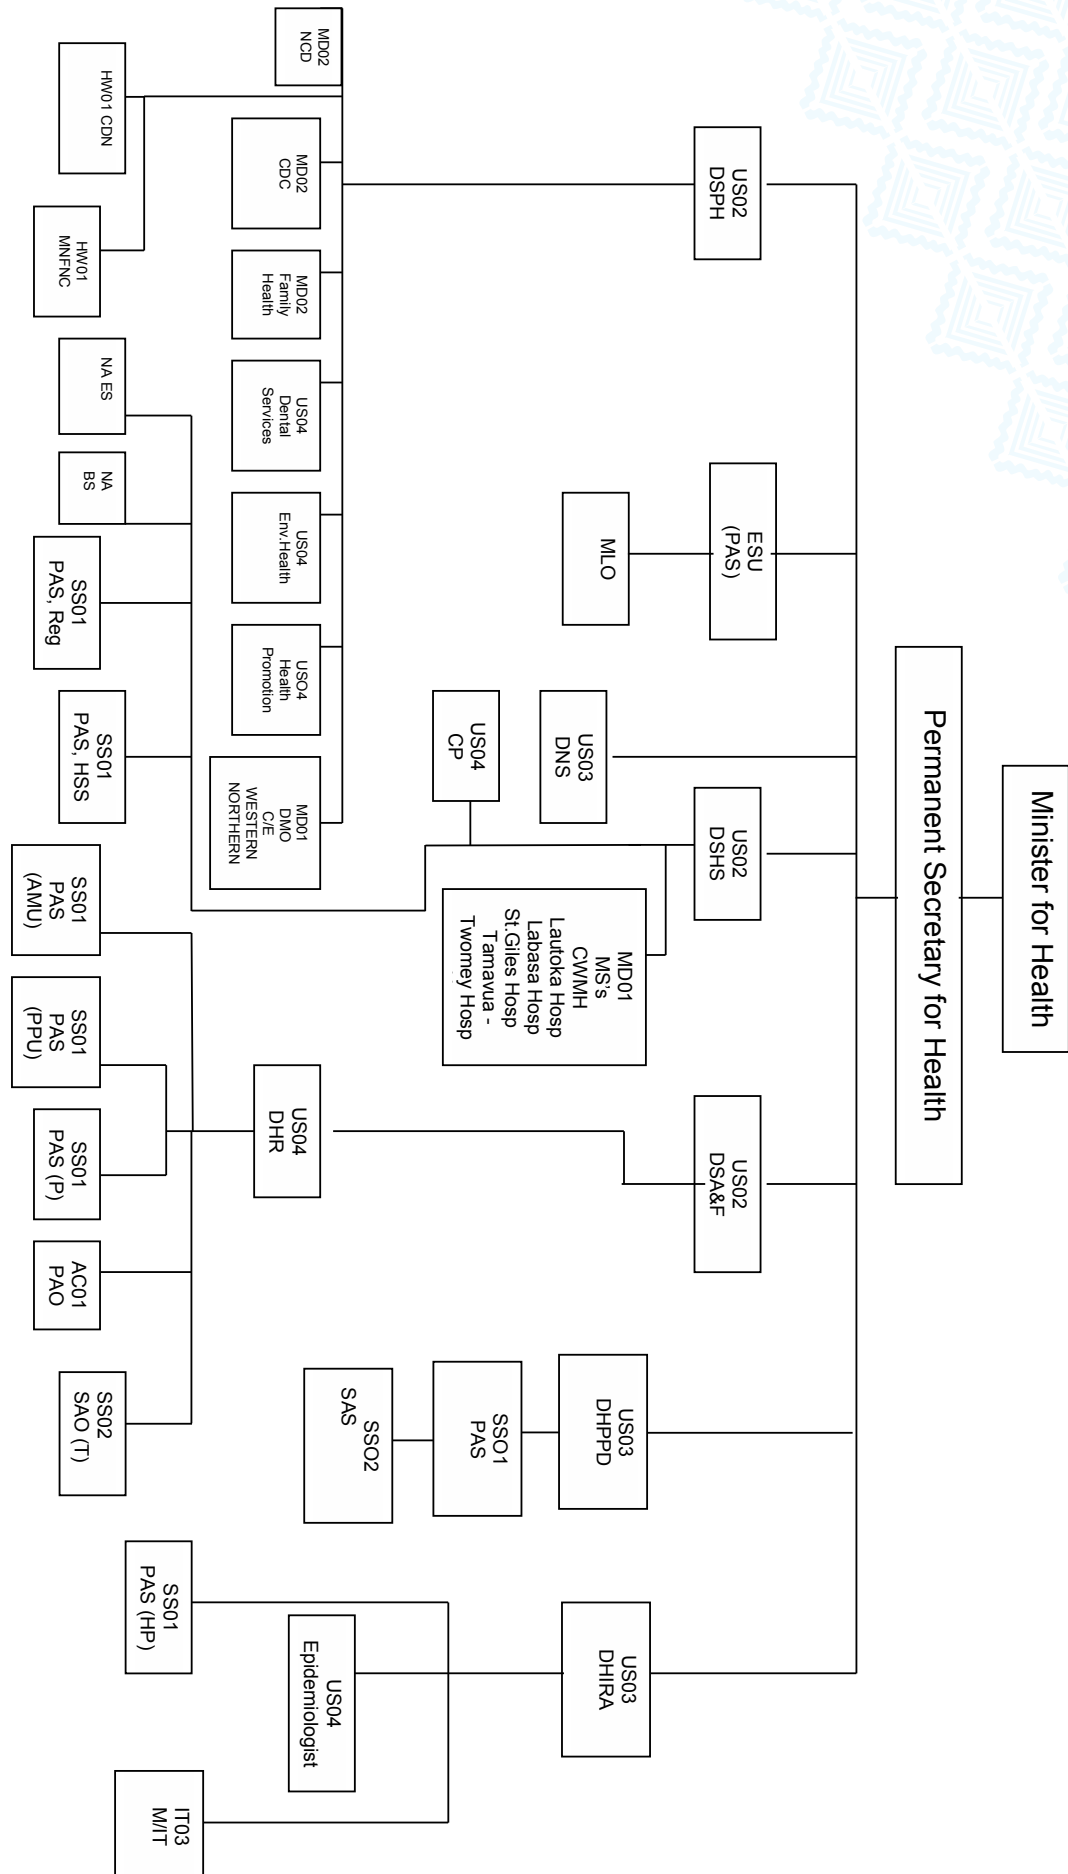 Minister for Health
Permanent Secretary for Health
US02
DSPH
ESU
(PAS)
MLO
US03
DNS
US02
DSHS
US04
CP
MD01
MS's
CWMH
Lautoka Hosp
Labasa Hosp
St.Giles Hosp
Tamavua -
Twomey Hosp
US02
DSA&F
US03
DHPPD
SSO1
PAS
SSO2
SAS
US03
DHIRA
US04
Epidemiologist
SS01
PAS (HP)
IT03
M/IT
US04
DHR
MD02
NCD
MD02
CDC
MD02
Family
Health
US04
Dental
Services
US04
Env.Health
USO4
Health
Promotion
MD01
DMO
C/E
WESTERN
NORTHERN
HW01 CDN
HW01
MNFNC
NA ES
NA
BS
SS01
PAS, Reg
SS01
PAS, HSS
SS01
PAS
(AMU)
SS01
PAS
(PPU)
SS01
PAS (P)
AC01
PAO
SS02
SAO (T)